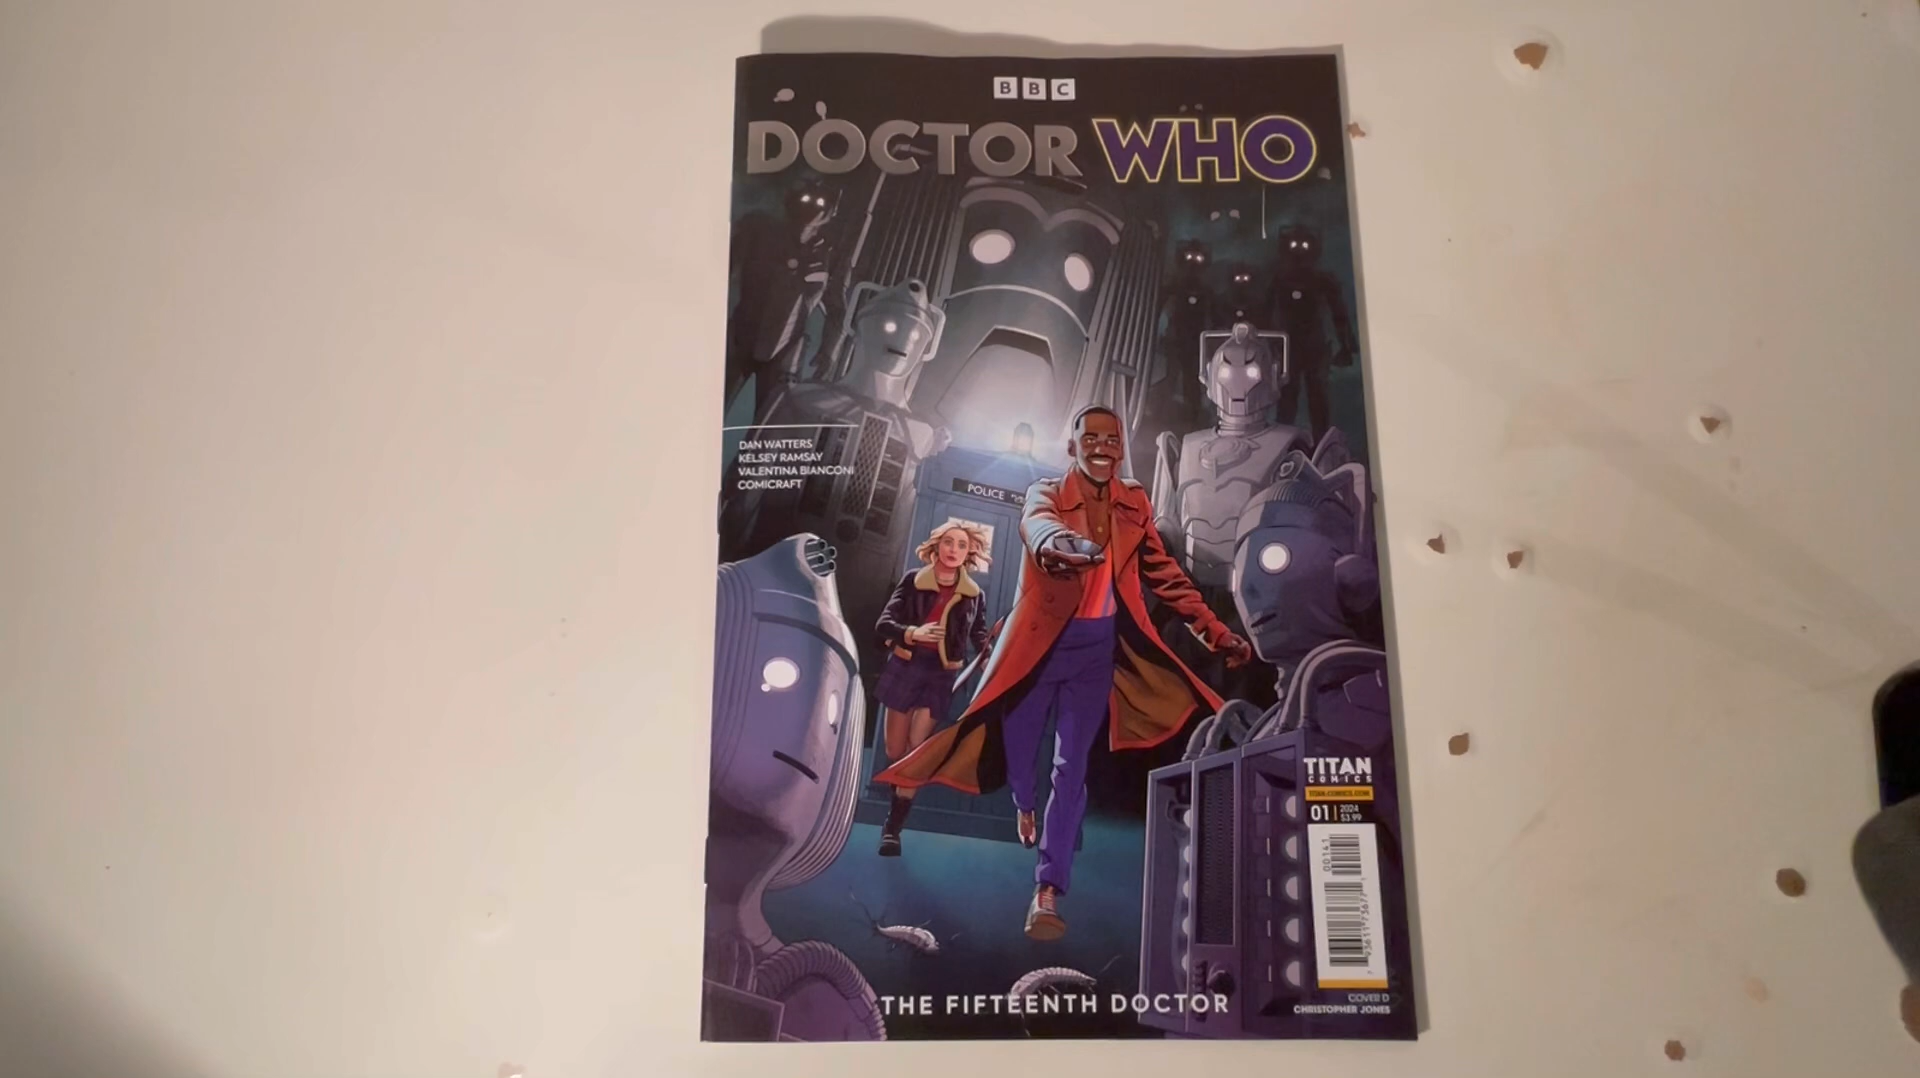 BBC
DOCTOR WHO
DAN WATTERS
KELSEY RAMSAY
VALENTINA BIANCONI
COMICRAFT
POLICE
TITAN
COMICS
TITAN-COMICS.COM
01 2024
$3.99
00141
THE FIFTEENTH DOCTOR
COVER D
CHRISTOPHER JONES